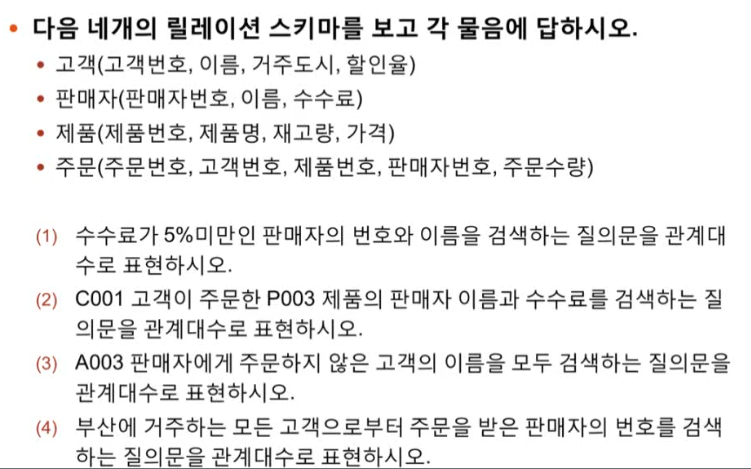 • 다음 네개의 릴레이션 스키마를 보고 각 물음에 답하시오.
• 고객(고객번호, 이름, 거주도시, 할인율)
• 판매자(판매자번호, 이름, 수수료)
• 제품(제품번호, 제품명, 재고량, 가격)
• 주문(주문번호, 고객번호, 제품번호, 판매자번호, 주문수량)
(1) 수수료가 5%미만인 판매자의 번호와 이름을 검색하는 질의문을 관계대
수로 표현하시오.
(2) C001 고객이 주문한 P003 제품의 판매자 이름과 수수료를 검색하는 질
의문을 관계대수로 표현하시오.
(3) A003 판매자에게 주문하지 않은 고객의 이름을 모두 검색하는 질의문을
관계대수로 표현하시오.
(4) 부산에 거주하는 모든 고객으로부터 주문을 받은 판매자의 번호를 검색
하는 질의문을 관계대수로 표현하시오.